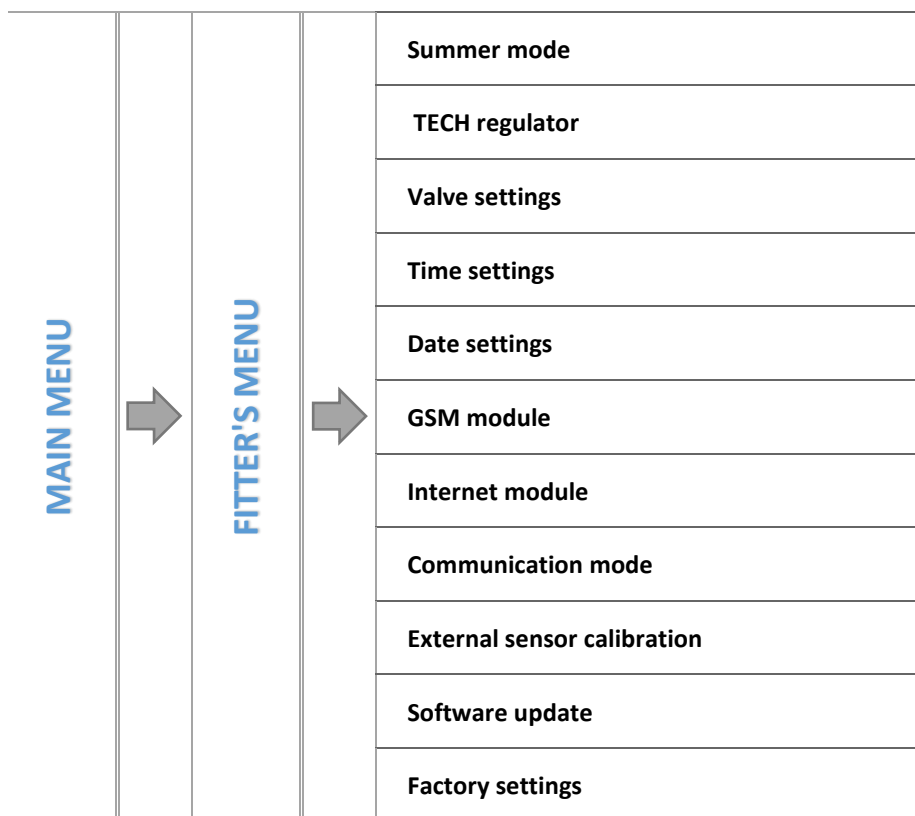 MAIN MENU
FITTER'S MENU
Summer mode
TECH regulator
Valve settings
Time settings
Date settings
GSM module
Internet module
Communication mode
External sensor calibration
Software update
Factory settings